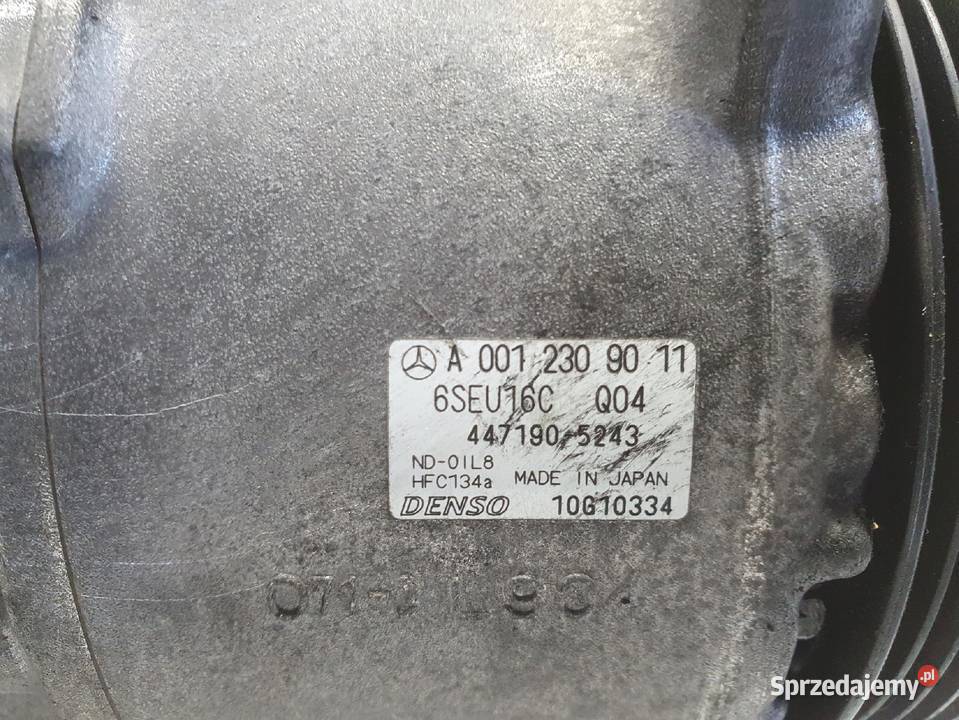 A 001 230 90 11
6SEU16C Q04
447190-5243
ND-OIL8
HFC134a MADE IN JAPAN
DENSO 10G10334
Sprzedajemy.pl